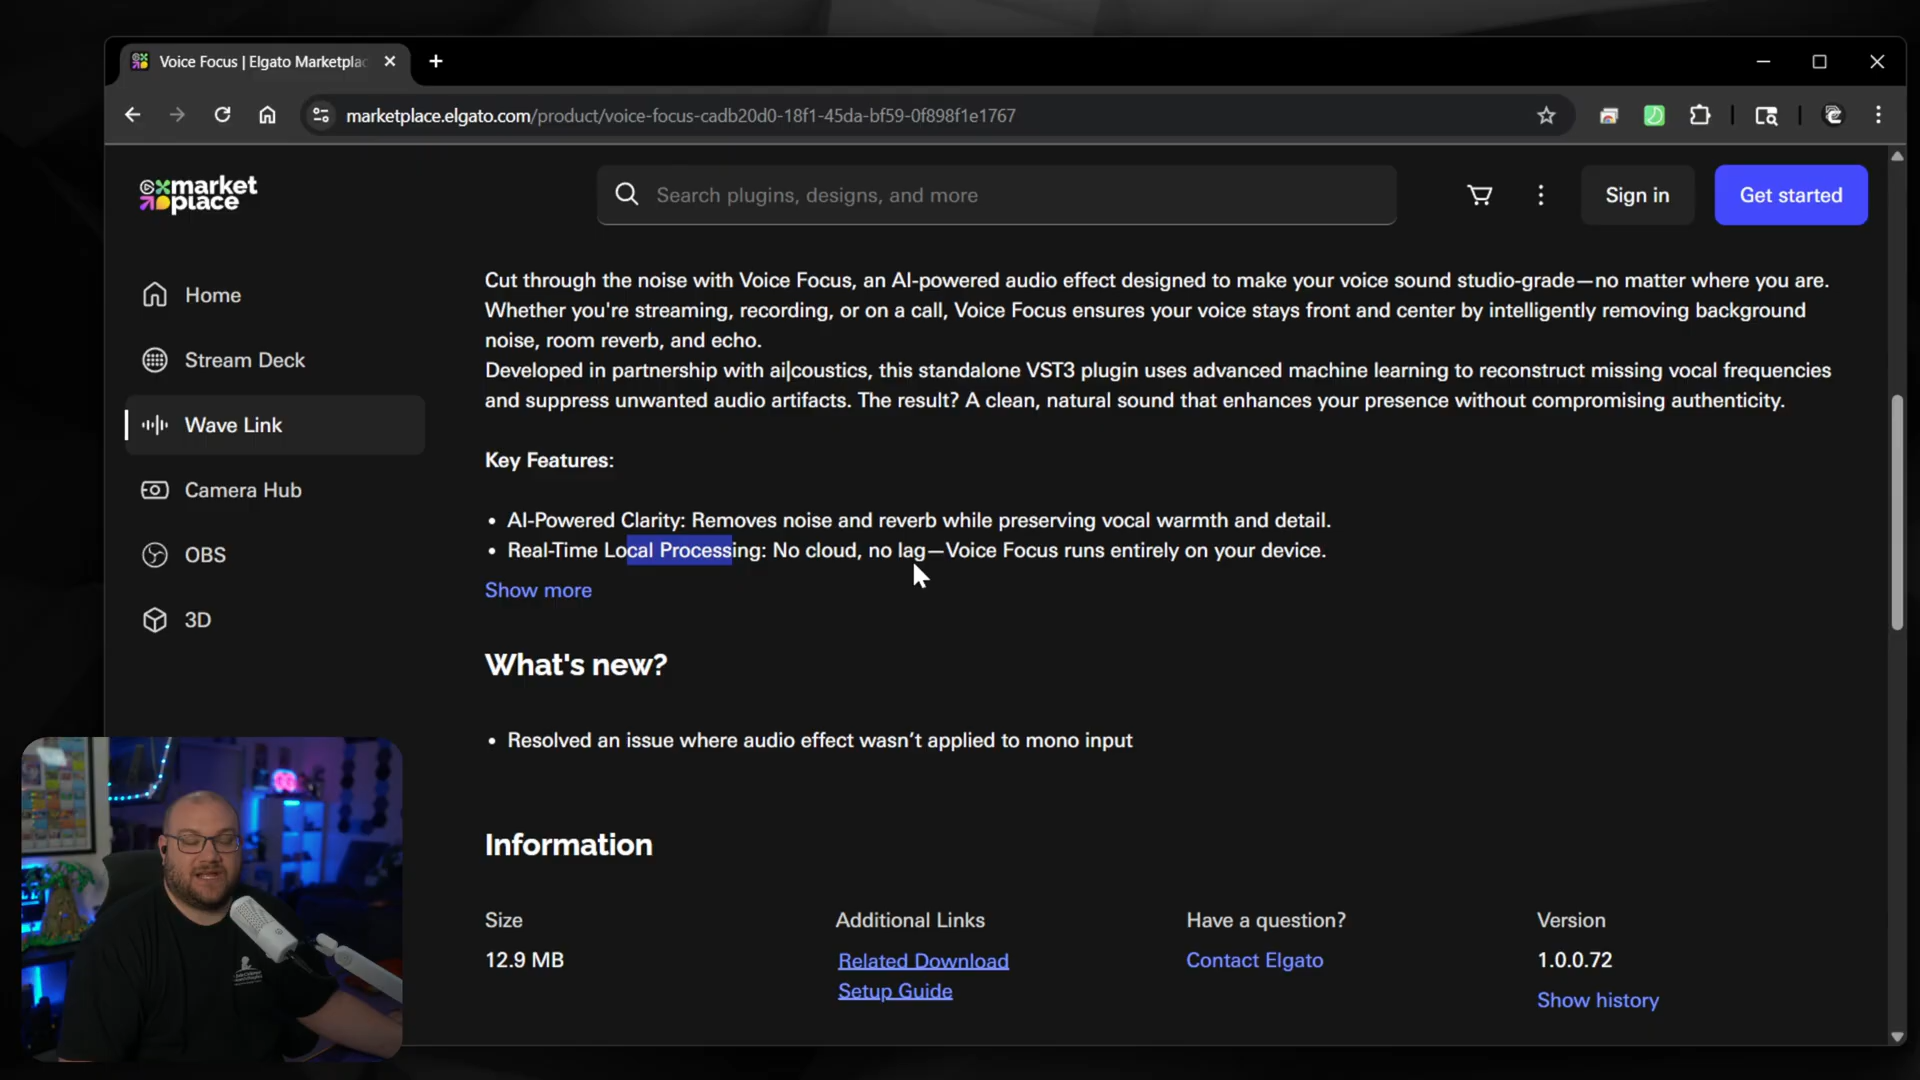 Voice Focus | Elgato Marketplac
marketplace.elgato.com/product/voice-focus-cadb20d0-18f1-45da-bf59-0f898f1e1767
market
place
Search plugins, designs, and more
Sign in
Get started
Home
Stream Deck
Wave Link
Camera Hub
OBS
3D
Cut through the noise with Voice Focus, an AI-powered audio effect designed to make your voice sound studio-grade—no matter where you are.
Whether you're streaming, recording, or on a call, Voice Focus ensures your voice stays front and center by intelligently removing background
noise, room reverb, and echo.
Developed in partnership with ai|coustics, this standalone VST3 plugin uses advanced machine learning to reconstruct missing vocal frequencies
and suppress unwanted audio artifacts. The result? A clean, natural sound that enhances your presence without compromising authenticity.
Key Features:
• AI-Powered Clarity: Removes noise and reverb while preserving vocal warmth and detail.
• Real-Time Local Processing: No cloud, no lag—Voice Focus runs entirely on your device.
Show more
What's new?
• Resolved an issue where audio effect wasn’t applied to mono input
Information
Size
Additional Links
Have a question?
Version
12.9 MB
Related Download
Contact Elgato
1.0.0.72
Setup Guide
Show history